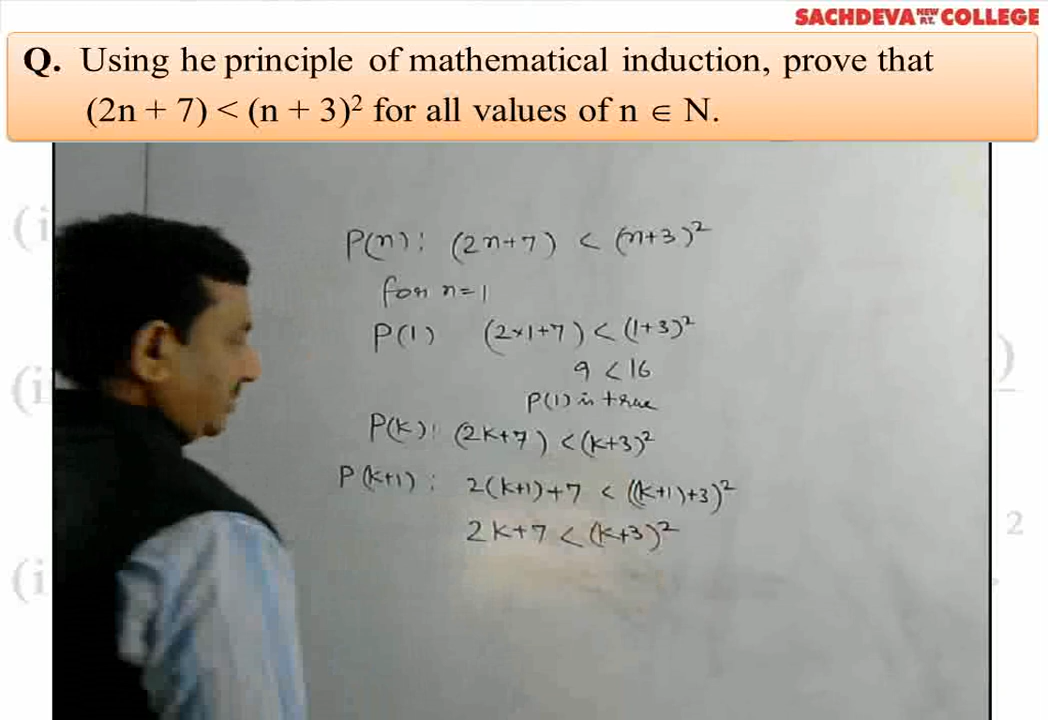 SACHDEVA NEW P.T. COLLEGE
Q. Using he principle of mathematical induction, prove that
(2n + 7) < (n + 3)² for all values of n ∈ N.
P(n): (2n+7) < (n+3)²
for n=1
P(1) (2×1+7) < (1+3)²
9 < 16
P(1) is true
P(k): (2k+7) < (k+3)²
P(k+1): 2(k+1)+7 < ((k+1)+3)²
2k+7 < (k+3)²
(i
)
(i
2
(i